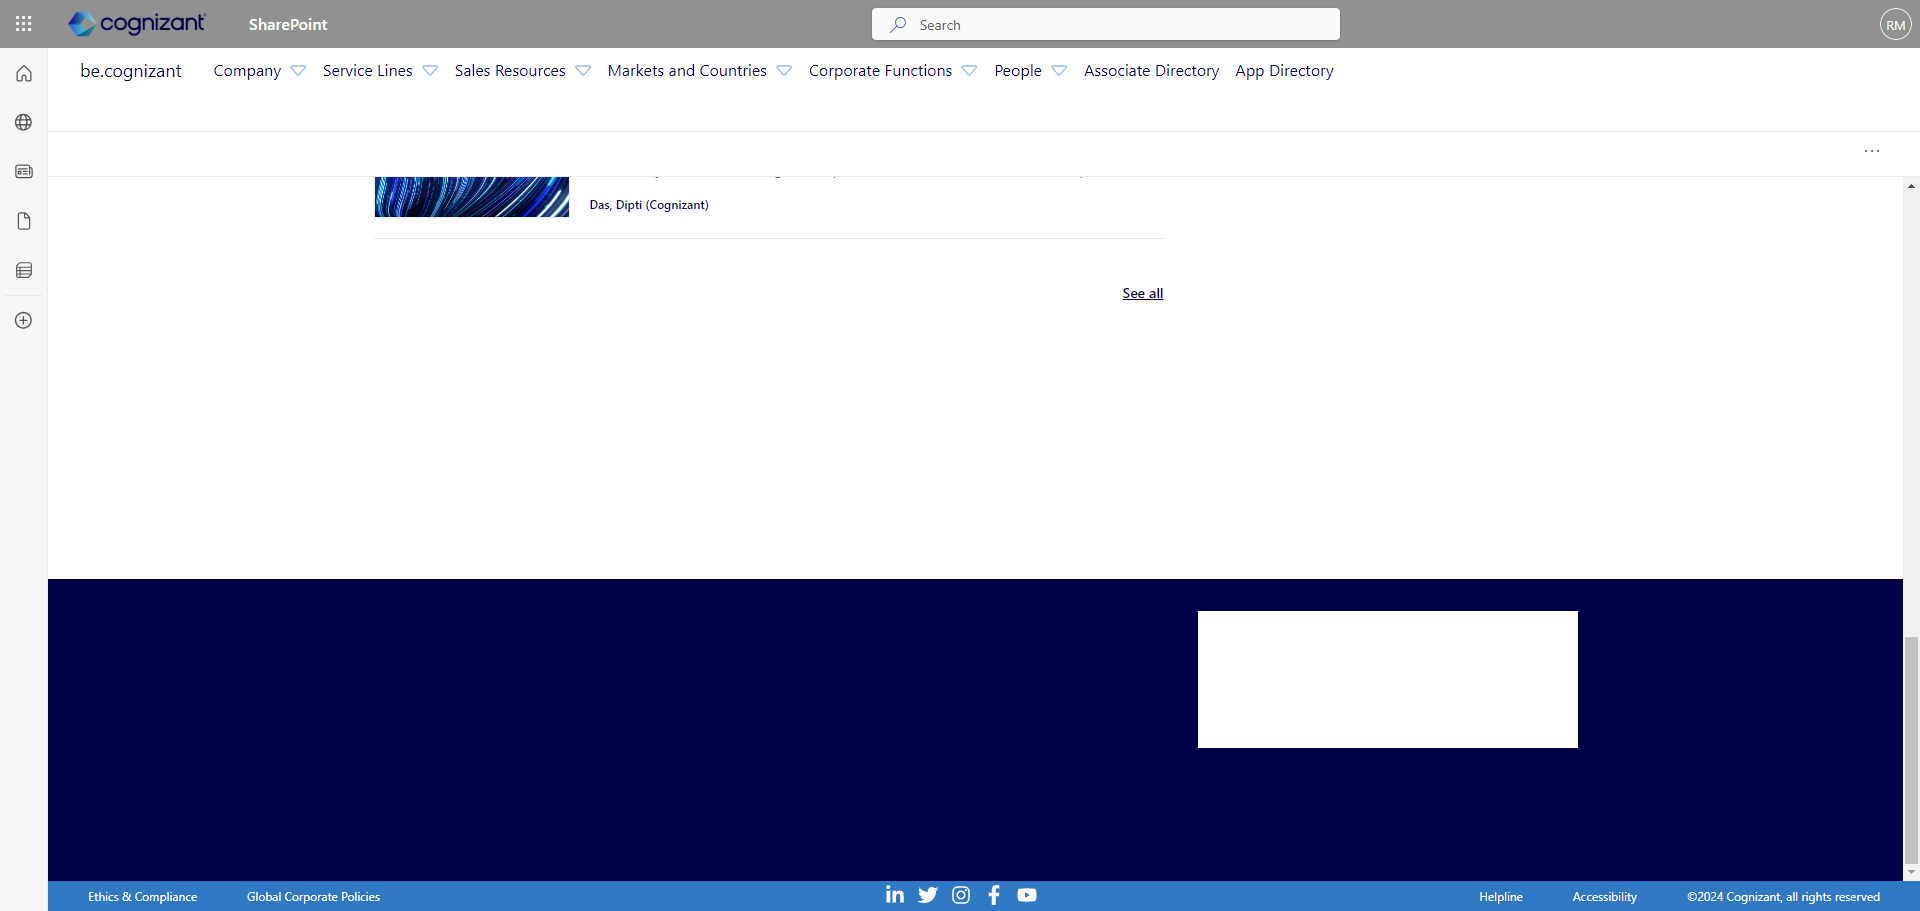 cognizant
SharePoint
Search
RM
be.cognizant
Company
Service Lines
Sales Resources
Markets and Countries
Corporate Functions
People
Associate Directory
App Directory
Das, Dipti (Cognizant)
See all
Ethics & Compliance
Global Corporate Policies
Helpline
Accessibility
©2024 Cognizant, all rights reserved